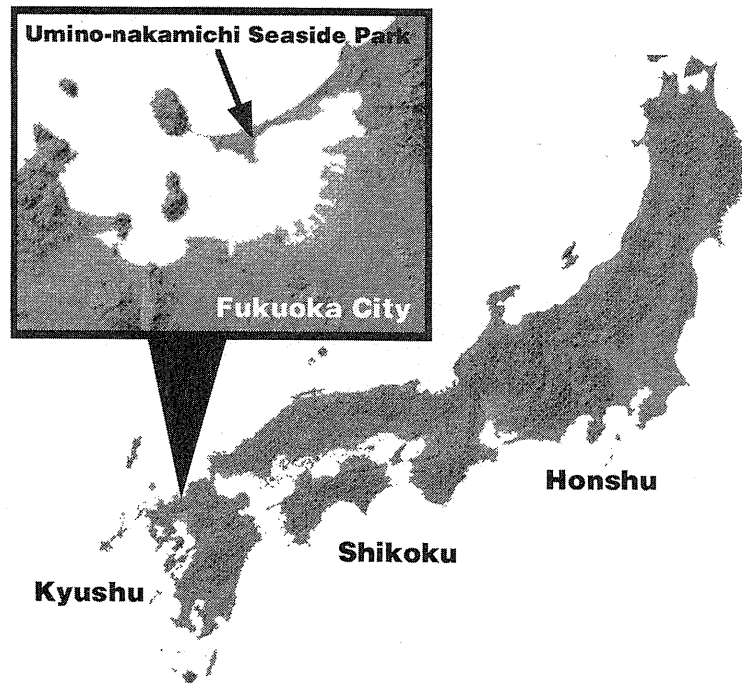 Umino-nakamichi Seaside Park
Fukuoka City
Honshu
Shikoku
Kyushu